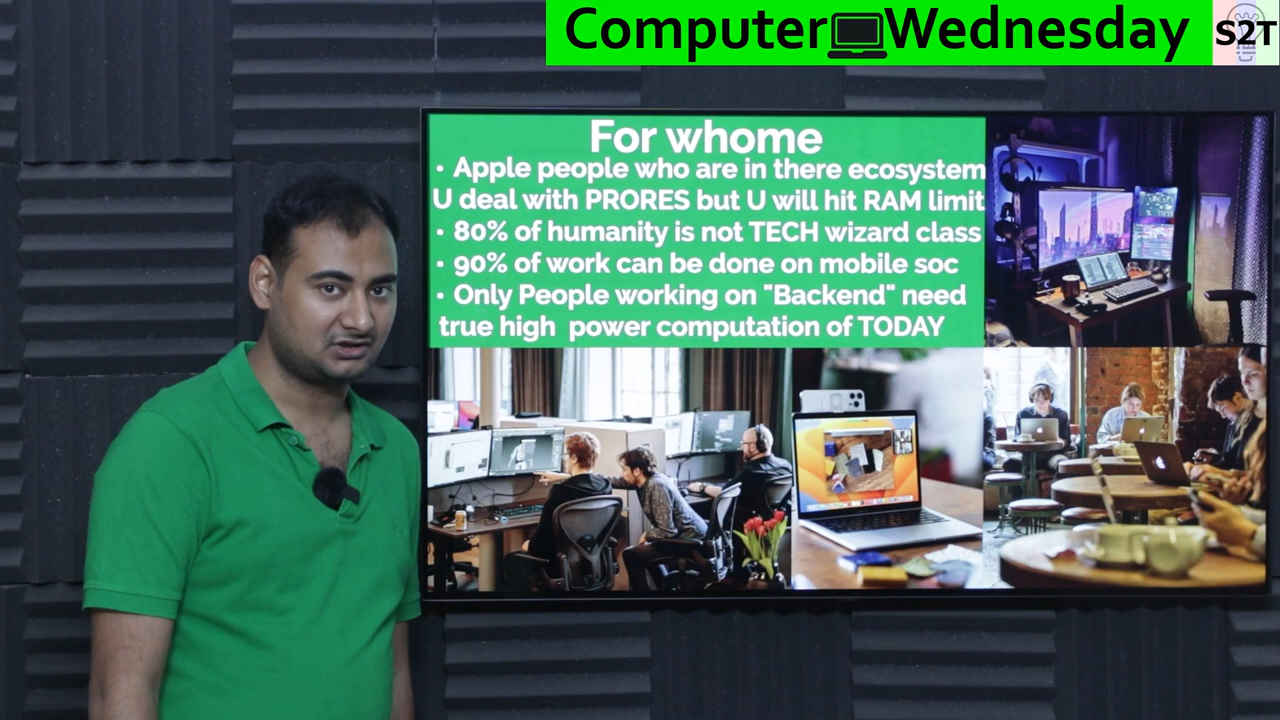 Computer Wednesday
S2T
For whome
• Apple people who are in there ecosystem
U deal with PRORES but U will hit RAM limit
• 80% of humanity is not TECH wizard class
• 90% of work can be done on mobile soc
• Only People working on "Backend" need
true high power computation of TODAY